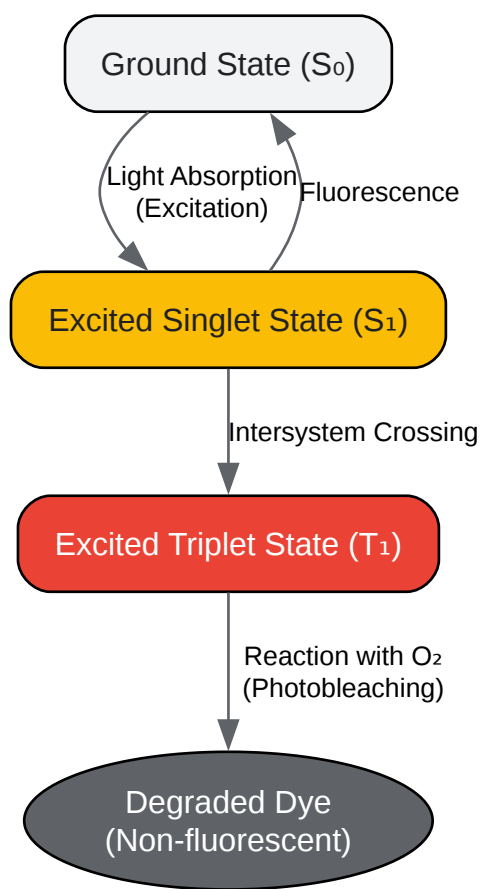 Ground State (S₀)
Light Absorption
(Excitation)
Fluorescence
Excited Singlet State (S₁)
Intersystem Crossing
Excited Triplet State (T₁)
Reaction with O₂
(Photobleaching)
Degraded Dye
(Non-fluorescent)